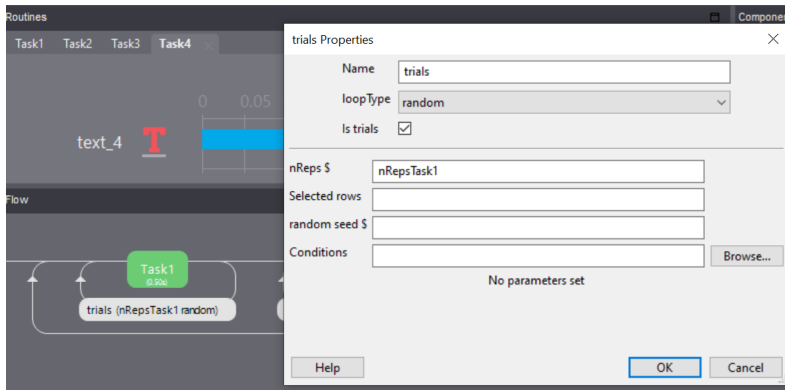 Routines
Componen
Task1 Task2 Task3 Task4
0 0.05
text_4 T
Flow
Task1
(0.50s)
trials (nRepsTask1 random)
trials Properties
Name trials
loopType random
Is trials
nReps $ nRepsTask1
Selected rows
random seed $
Conditions Browse...
No parameters set
Help OK Cancel